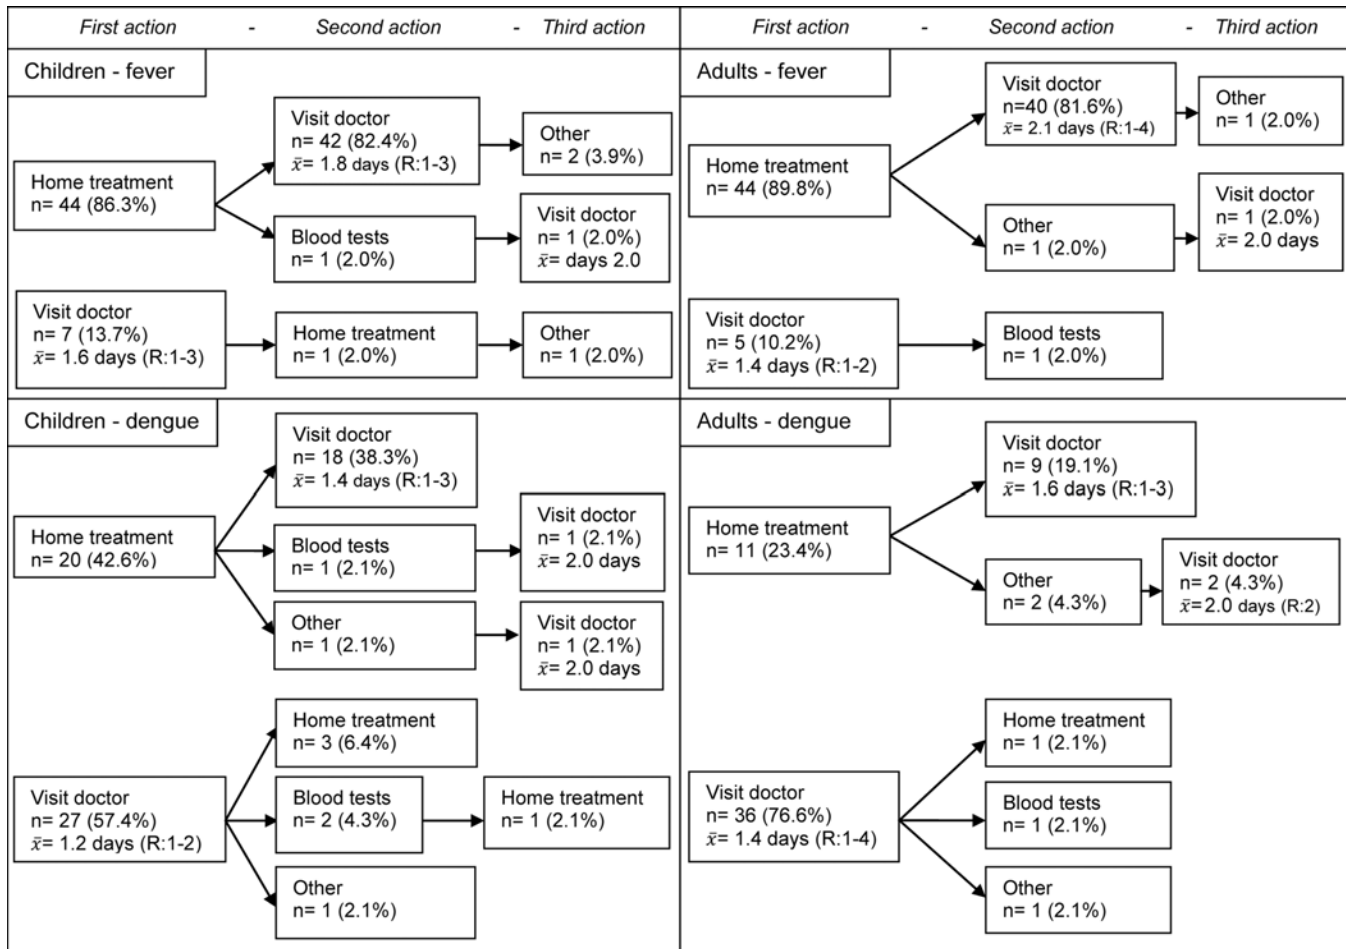 First action - Second action - Third action
First action - Second action - Third action
Children - fever
Home treatment
n= 44 (86.3%)
Visit doctor
n= 42 (82.4%)
x̄= 1.8 days (R:1-3)
Other
n= 2 (3.9%)
Blood tests
n= 1 (2.0%)
Visit doctor
n= 1 (2.0%)
x̄= days 2.0
Visit doctor
n= 7 (13.7%)
x̄= 1.6 days (R:1-3)
Home treatment
n= 1 (2.0%)
Other
n= 1 (2.0%)
Adults - fever
Home treatment
n= 44 (89.8%)
Visit doctor
n=40 (81.6%)
x̄= 2.1 days (R:1-4)
Other
n= 1 (2.0%)
Other
n= 1 (2.0%)
Visit doctor
n= 1 (2.0%)
x̄= 2.0 days
Visit doctor
n= 5 (10.2%)
x̄= 1.4 days (R:1-2)
Blood tests
n= 1 (2.0%)
Children - dengue
Home treatment
n= 20 (42.6%)
Visit doctor
n= 18 (38.3%)
x̄= 1.4 days (R:1-3)
Blood tests
n= 1 (2.1%)
Visit doctor
n= 1 (2.1%)
x̄= 2.0 days
Other
n= 1 (2.1%)
Visit doctor
n= 1 (2.1%)
x̄= 2.0 days
Visit doctor
n= 27 (57.4%)
x̄= 1.2 days (R:1-2)
Home treatment
n= 3 (6.4%)
Blood tests
n= 2 (4.3%)
Home treatment
n= 1 (2.1%)
Other
n= 1 (2.1%)
Adults - dengue
Home treatment
n= 11 (23.4%)
Visit doctor
n= 9 (19.1%)
x̄= 1.6 days (R:1-3)
Other
n= 2 (4.3%)
Visit doctor
n= 2 (4.3%)
x̄=2.0 days (R:2)
Visit doctor
n= 36 (76.6%)
x̄= 1.4 days (R:1-4)
Home treatment
n= 1 (2.1%)
Blood tests
n= 1 (2.1%)
Other
n= 1 (2.1%)